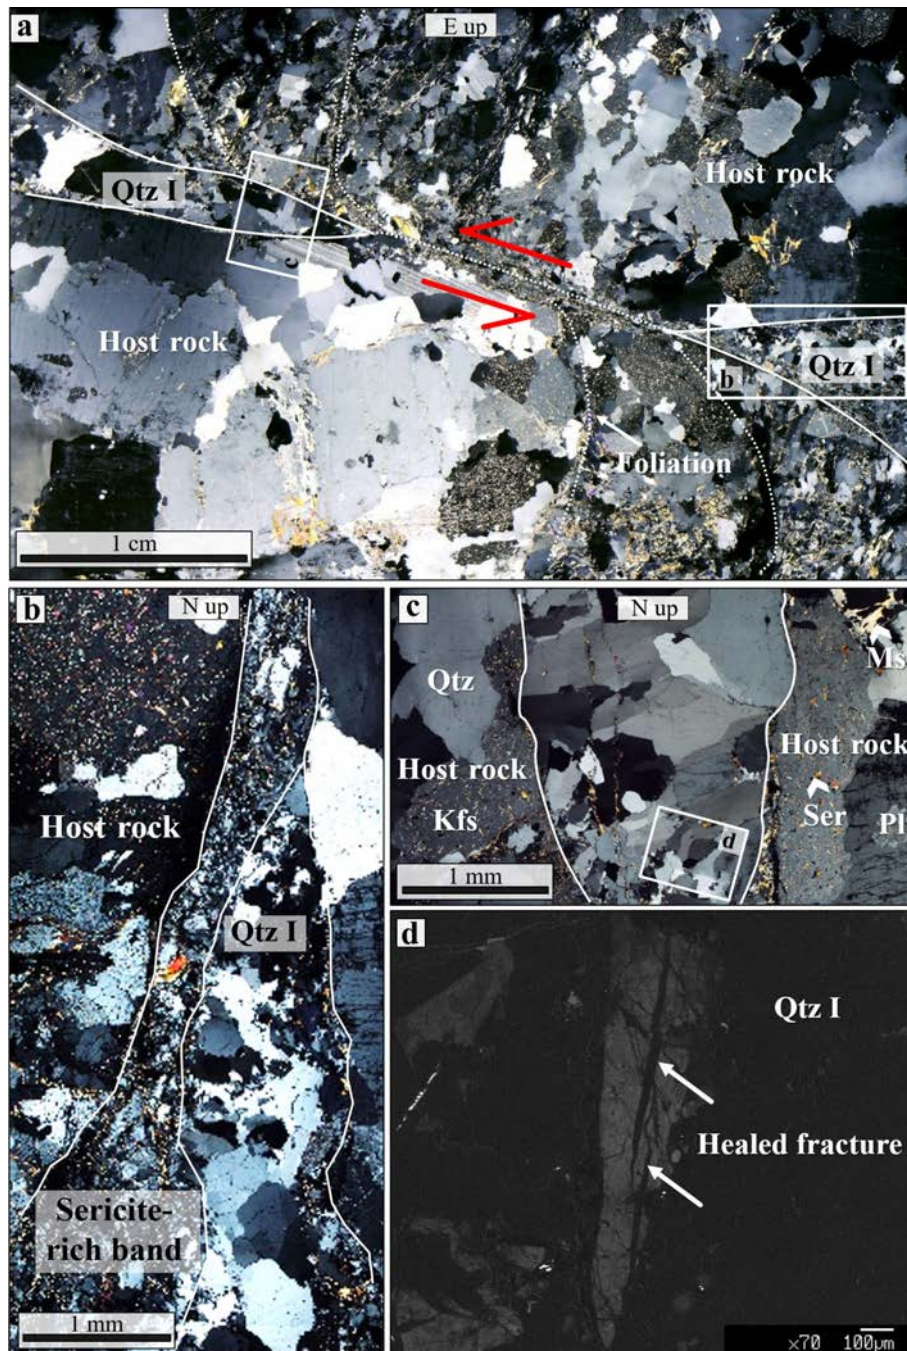 a
E up
Qtz I
Host rock
c
Host rock
b
Qtz I
Foliation
1 cm
b
N up
Host rock
Qtz I
Sericite-
rich band
1 mm
c
N up
Qtz
Ms
Host rock
Host rock
Kfs
Ser
Pl
d
1 mm
d
Qtz I
Healed fracture
x70 100μm